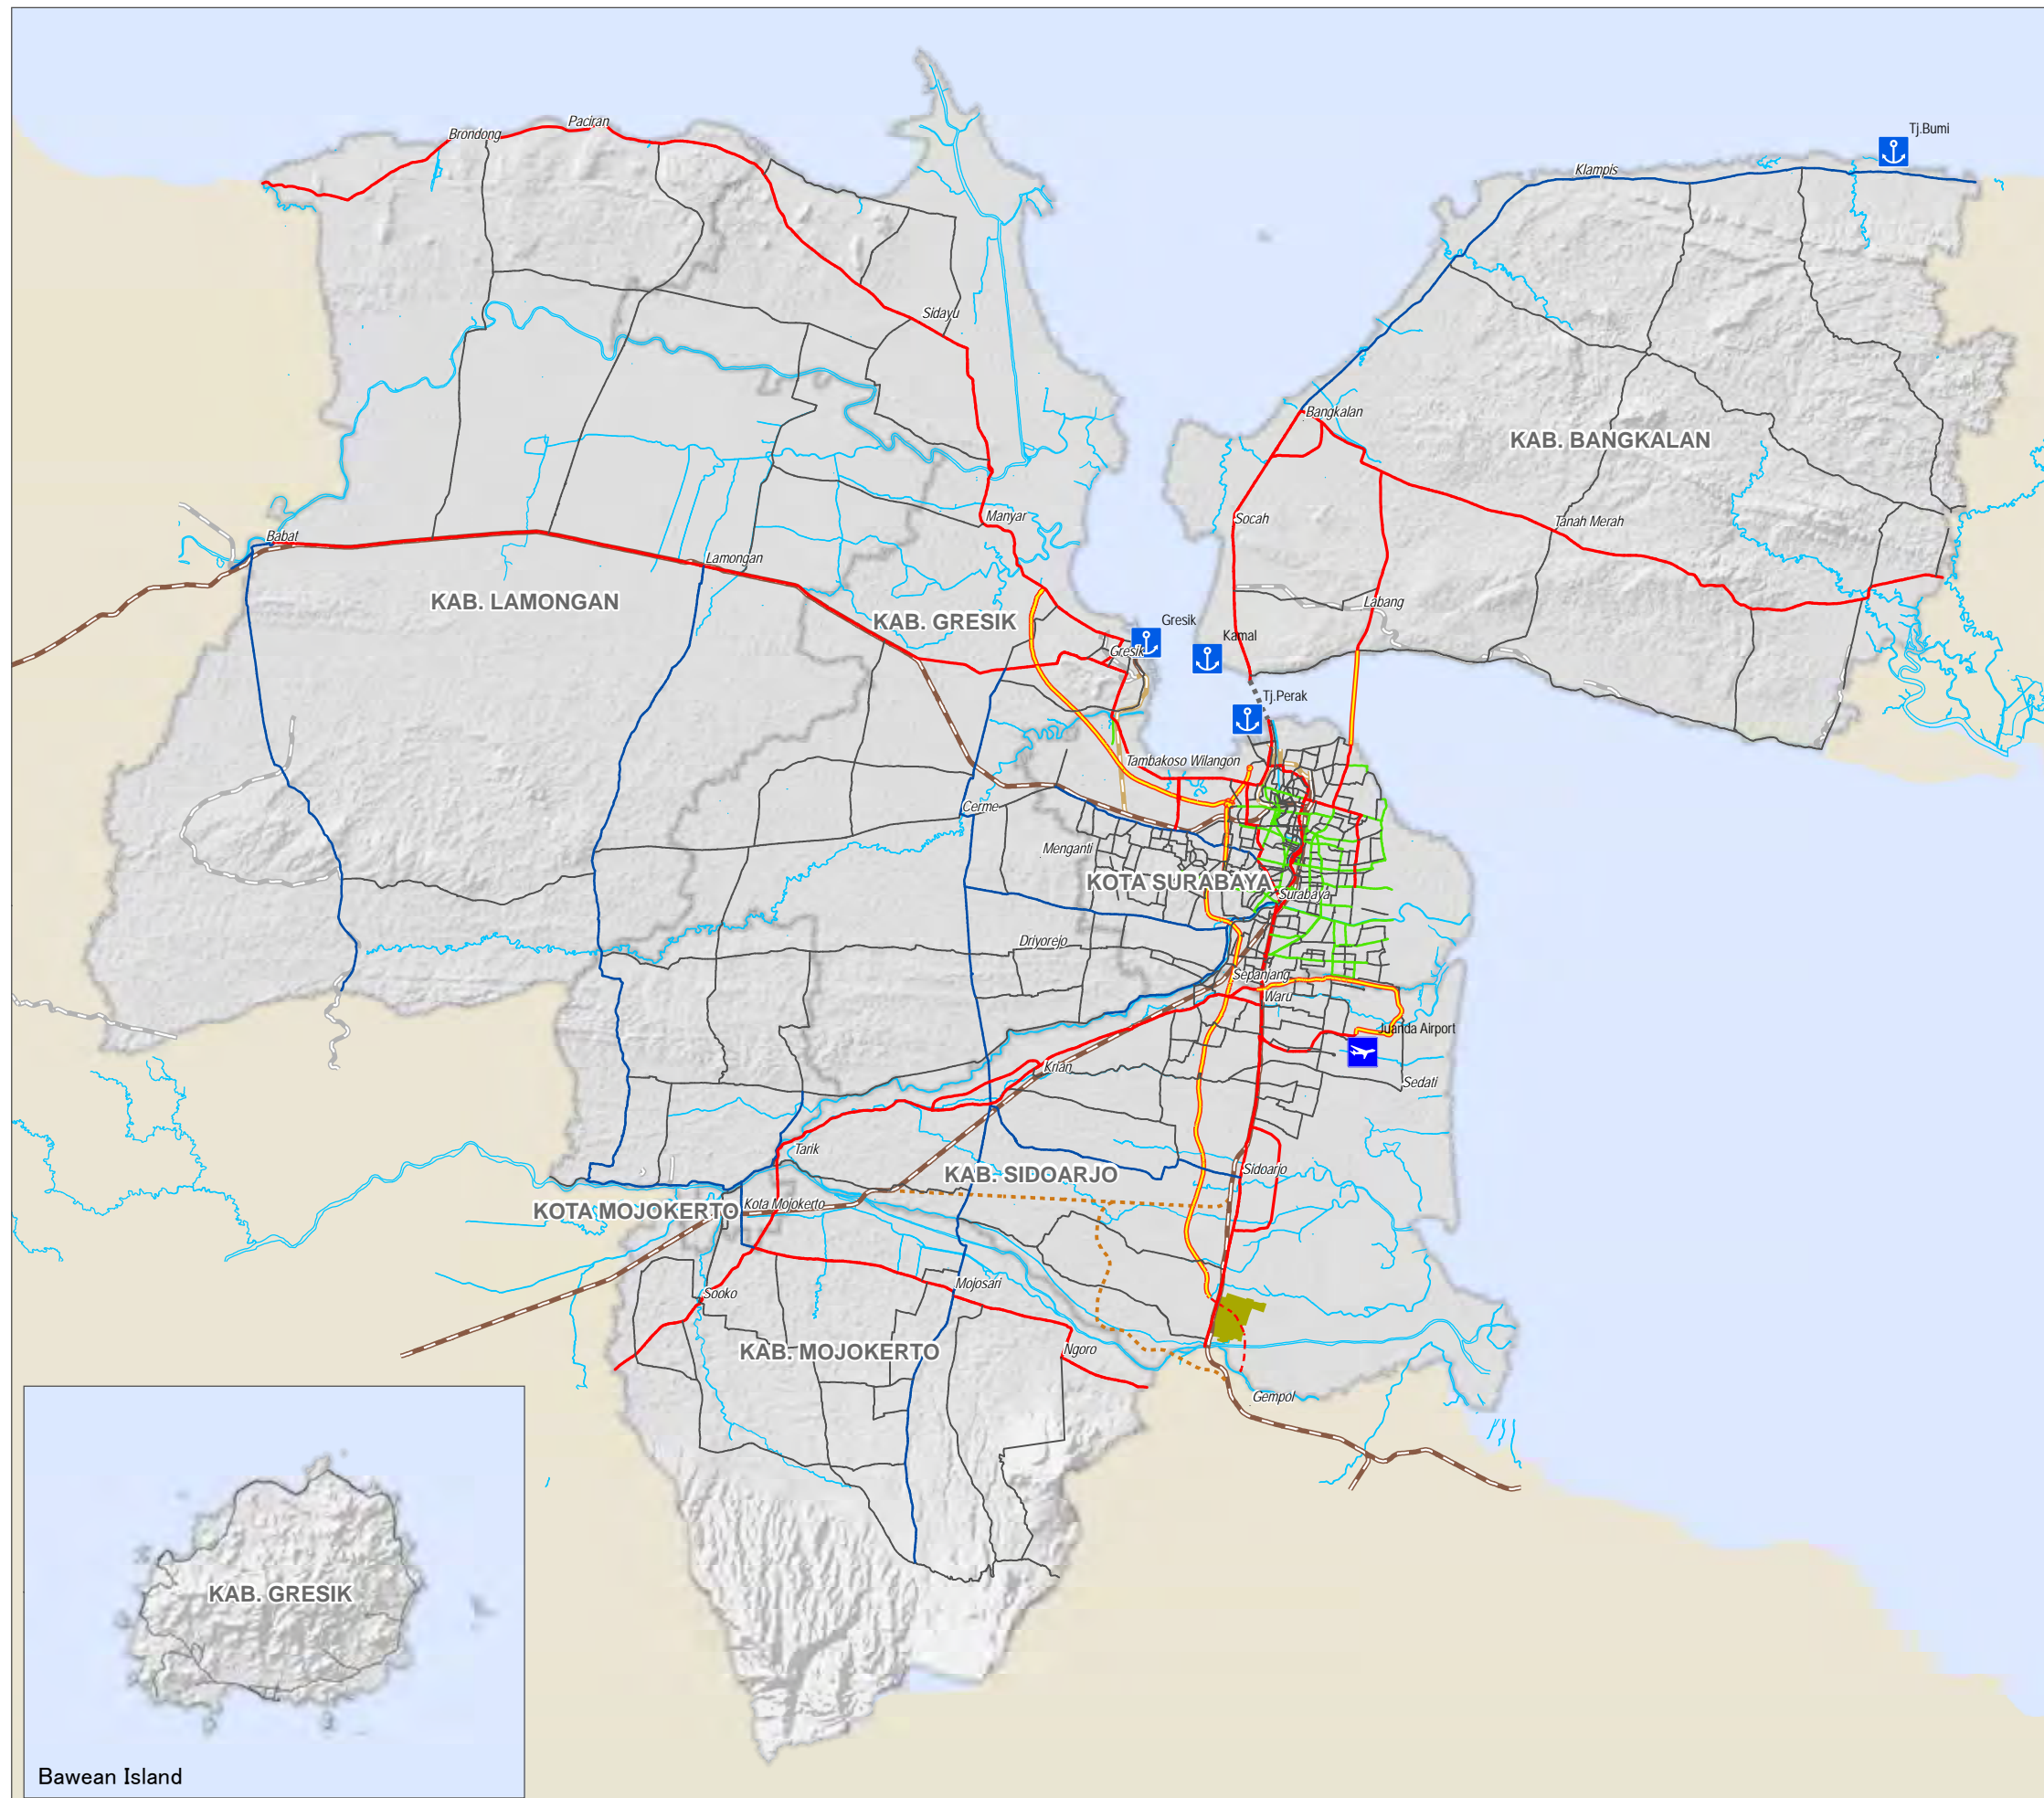 Tj.Bumi
Paciran
Brondong
Klampis
Sidayu
Bangkalan
KAB. BANGKALAN
Manyar
Socah
Tanah Merah
Babat
Lamongan
KAB. LAMONGAN
Labang
KAB. GRESIK
Gresik
Kamal
Gresik
Tj.Perak
Tambakoso Wilangon
Cerme
Menganti
KOTA SURABAYA
Surabaya
Driyorejo
Sepanjang
Waru
Juanda Airport
Krian
Sedati
Tarik
KAB. SIDOARJO
Sidoarjo
KOTA MOJOKERTO
Kota Mojokerto
Mojosari
Sooko
KAB. MOJOKERTO
Ngoro
Gempol
KAB. GRESIK
Bawean Island